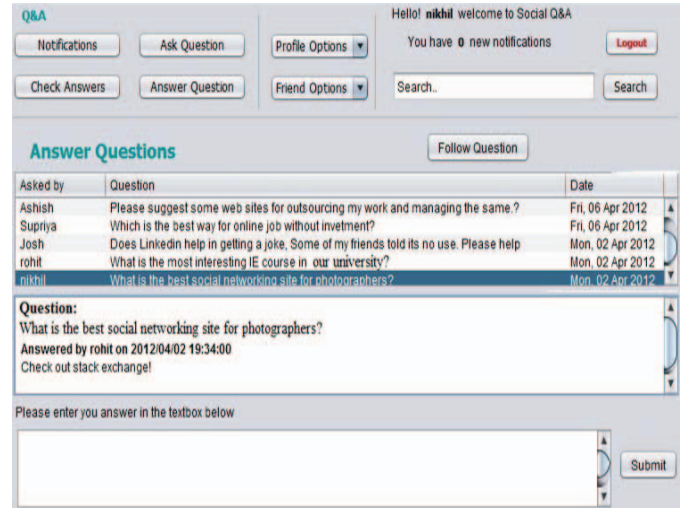 Q&A
Hello! nikhil welcome to Social Q&A
Notifications Ask Question Profile Options You have 0 new notifications Logout
Check Answers Answer Question Friend Options Search.. Search
Answer Questions Follow Question
Asked by Question Date
Ashish Please suggest some web sites for outsourcing my work and managing the same.? Fri, 06 Apr 2012
Supriya Which is the best way for online job without invetment? Fri, 06 Apr 2012
Josh Does Linkedin help in getting a joke, Some of my friends told its no use. Please help Mon, 02 Apr 2012
rohit What is the most interesting IE course in our university? Mon, 02 Apr 2012
nikhil What is the best social networking site for photographers? Mon, 02 Apr 2012
Question:
What is the best social networking site for photographers?
Answered by rohit on 2012/04/02 19:34:00
Check out stack exchange!
Please enter you answer in the textbox below
Submit